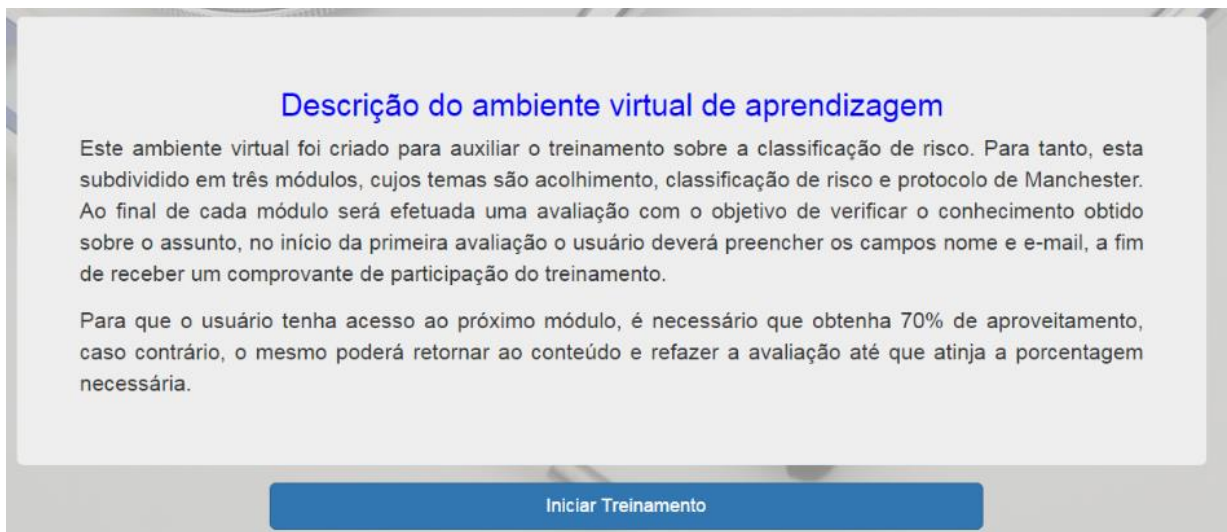 Descrição do ambiente virtual de aprendizagem
Este ambiente virtual foi criado para auxiliar o treinamento sobre a classificação de risco. Para tanto, esta
subdividido em três módulos, cujos temas são acolhimento, classificação de risco e protocolo de Manchester.
Ao final de cada módulo será efetuada uma avaliação com o objetivo de verificar o conhecimento obtido
sobre o assunto, no início da primeira avaliação o usuário deverá preencher os campos nome e e-mail, a fim
de receber um comprovante de participação do treinamento.
Para que o usuário tenha acesso ao próximo módulo, é necessário que obtenha 70% de aproveitamento,
caso contrário, o mesmo poderá retornar ao conteúdo e refazer a avaliação até que atinja a porcentagem
necessária.
Iniciar Treinamento